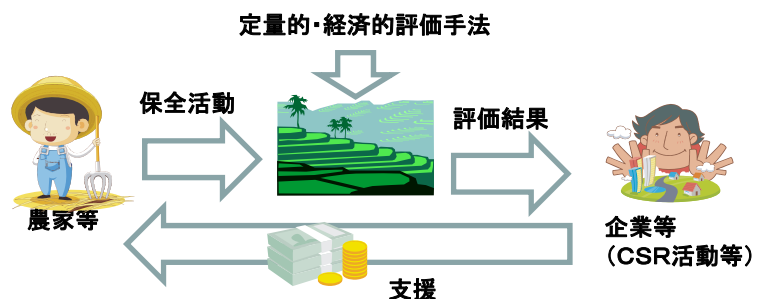 定量的・経済的評価手法
保全活動
評価結果
農家等
企業等
（CSR活動等）
支援